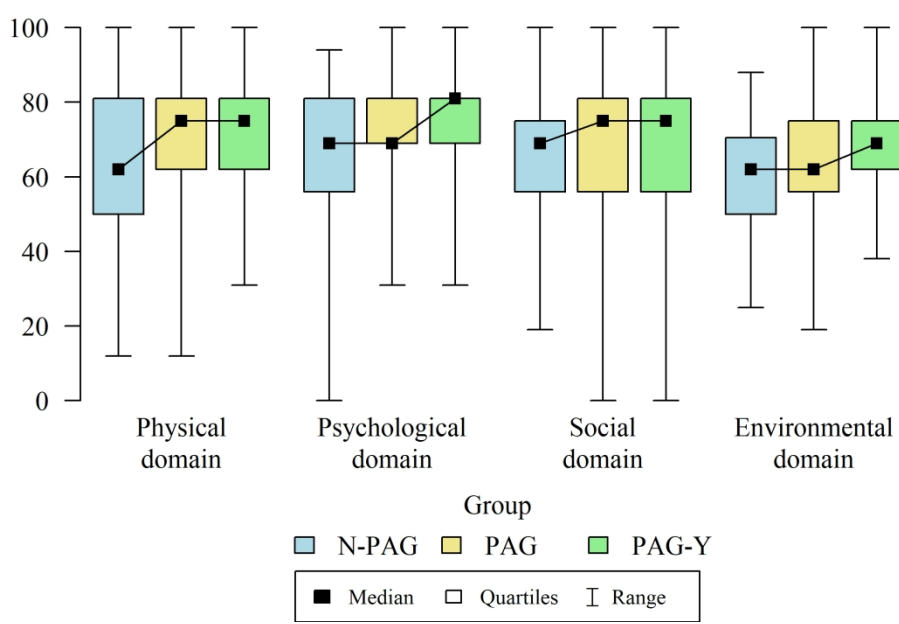 100
80
60
40
20
0
Physical domain
Psychological domain
Social domain
Environmental domain
Group
N-PAG PAG PAG-Y
Median Quartiles Range